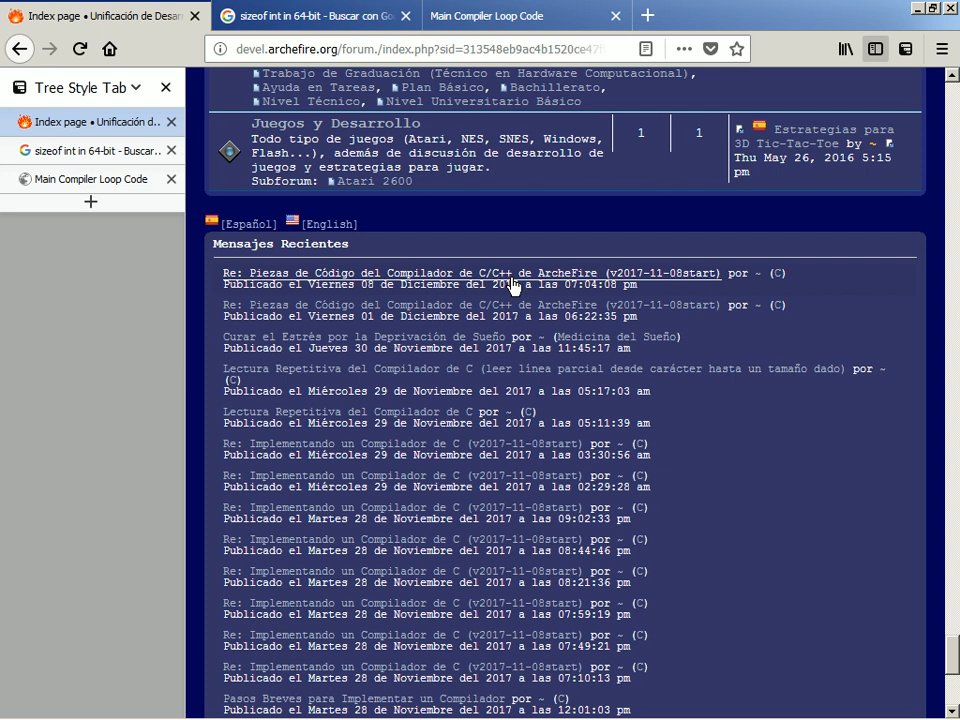 Index page • Unificación de Desar
sizeof int in 64-bit - Buscar con Go
Main Compiler Loop Code
devel.archefire.org/forum./index.php?sid=313548eb9ac4b1520ce47f
Tree Style Tab
Index page • Unificación d...
sizeof int in 64-bit - Buscar...
Main Compiler Loop Code
Trabajo de Graduación (Técnico en Hardware Computacional),
Ayuda en Tareas, Plan Básico, Bachellerato,
Nivel Técnico, Nivel Universitario Básico
Juegos y Desarrollo
Todo tipo de juegos (Atari, NES, SNES, Windows,
Flash...), además de discusión de desarrollo de
juegos y estrategias para jugar.
Subforum: Atari 2600
1
1
Estrategias para
3D Tic-Tac-Toe by ~
Thu May 26, 2016 5:15
pm
[Español] [English]
Mensajes Recientes
Re: Piezas de Código del Compilador de C/C++ de ArcheFire (v2017-11-08start) por ~ (C)
Publicado el Viernes 08 de Diciembre del 2017 a las 07:04:08 pm
Re: Piezas de Código del Compilador de C/C++ de ArcheFire (v2017-11-08start) por ~ (C)
Publicado el Viernes 01 de Diciembre del 2017 a las 06:22:35 pm
Curar el Estrés por la Deprivación de Sueño por ~ (Medicina del Sueño)
Publicado el Jueves 30 de Noviembre del 2017 a las 11:45:17 am
Lectura Repetitiva del Compilador de C (leer línea parcial desde carácter hasta un tamaño dado) por ~
(C)
Publicado el Miércoles 29 de Noviembre del 2017 a las 05:17:03 am
Lectura Repetitiva del Compilador de C por ~ (C)
Publicado el Miércoles 29 de Noviembre del 2017 a las 05:11:39 am
Re: Implementando un Compilador de C (v2017-11-08start) por ~ (C)
Publicado el Miércoles 29 de Noviembre del 2017 a las 03:30:56 am
Re: Implementando un Compilador de C (v2017-11-08start) por ~ (C)
Publicado el Miércoles 29 de Noviembre del 2017 a las 02:29:28 am
Re: Implementando un Compilador de C (v2017-11-08start) por ~ (C)
Publicado el Martes 28 de Noviembre del 2017 a las 09:02:33 pm
Re: Implementando un Compilador de C (v2017-11-08start) por ~ (C)
Publicado el Martes 28 de Noviembre del 2017 a las 08:44:46 pm
Re: Implementando un Compilador de C (v2017-11-08start) por ~ (C)
Publicado el Martes 28 de Noviembre del 2017 a las 08:21:36 pm
Re: Implementando un Compilador de C (v2017-11-08start) por ~ (C)
Publicado el Martes 28 de Noviembre del 2017 a las 07:59:19 pm
Re: Implementando un Compilador de C (v2017-11-08start) por ~ (C)
Publicado el Martes 28 de Noviembre del 2017 a las 07:49:21 pm
Re: Implementando un Compilador de C (v2017-11-08start) por ~ (C)
Publicado el Martes 28 de Noviembre del 2017 a las 07:10:13 pm
Pasos Breves para Implementar un Compilador por ~ (C)
Publicado el Martes 28 de Noviembre del 2017 a las 12:01:03 pm